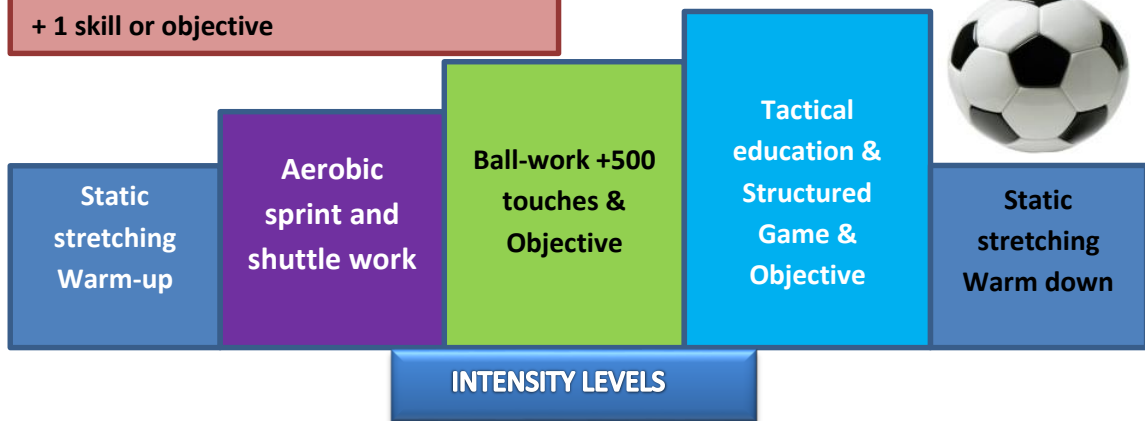 + 1 skill or objective
Static
stretching
Warm-up
Aerobic
sprint and
shuttle work
Ball-work +500
touches &
Objective
Tactical
education &
Structured
Game &
Objective
Static
stretching
Warm down
INTENSITY LEVELS